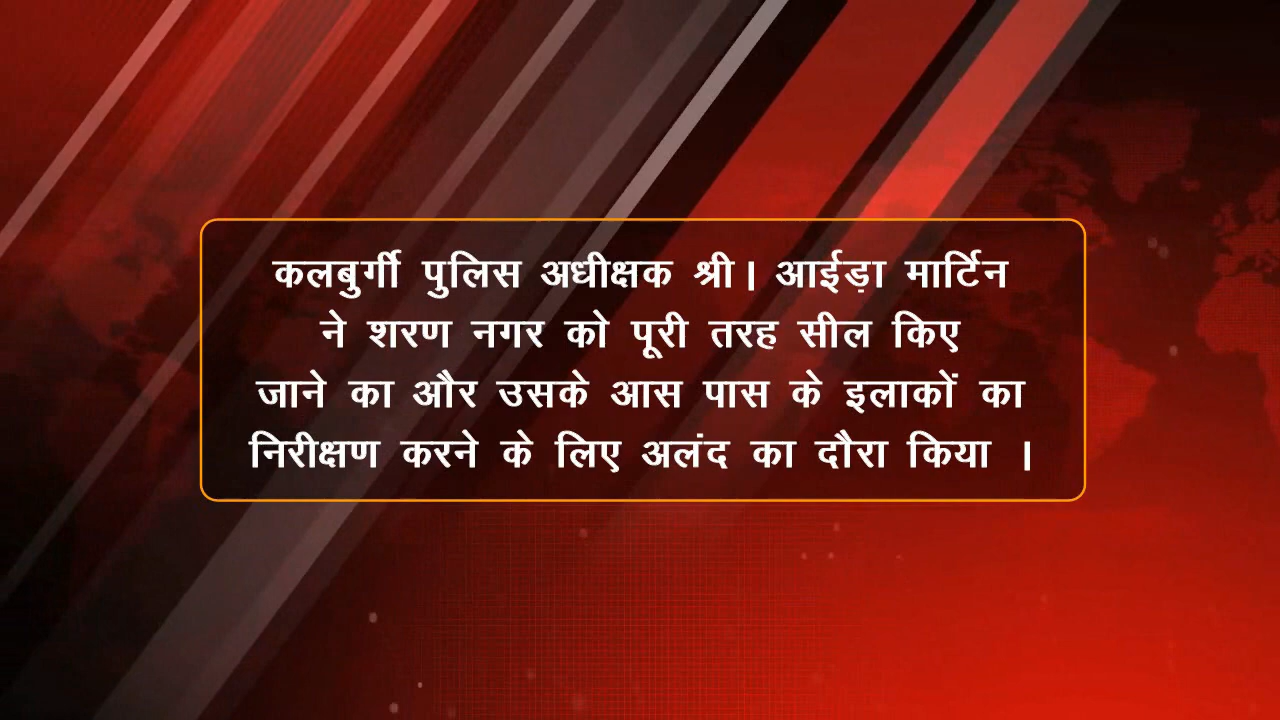 कलबुर्गी पुलिस अधीक्षक श्री। आईड़ा मार्टिन
ने शरण नगर को पूरी तरह सील किए
जाने का और उसके आस पास के इलाकों का
निरीक्षण करने के लिए अलंद का दौरा किया ।